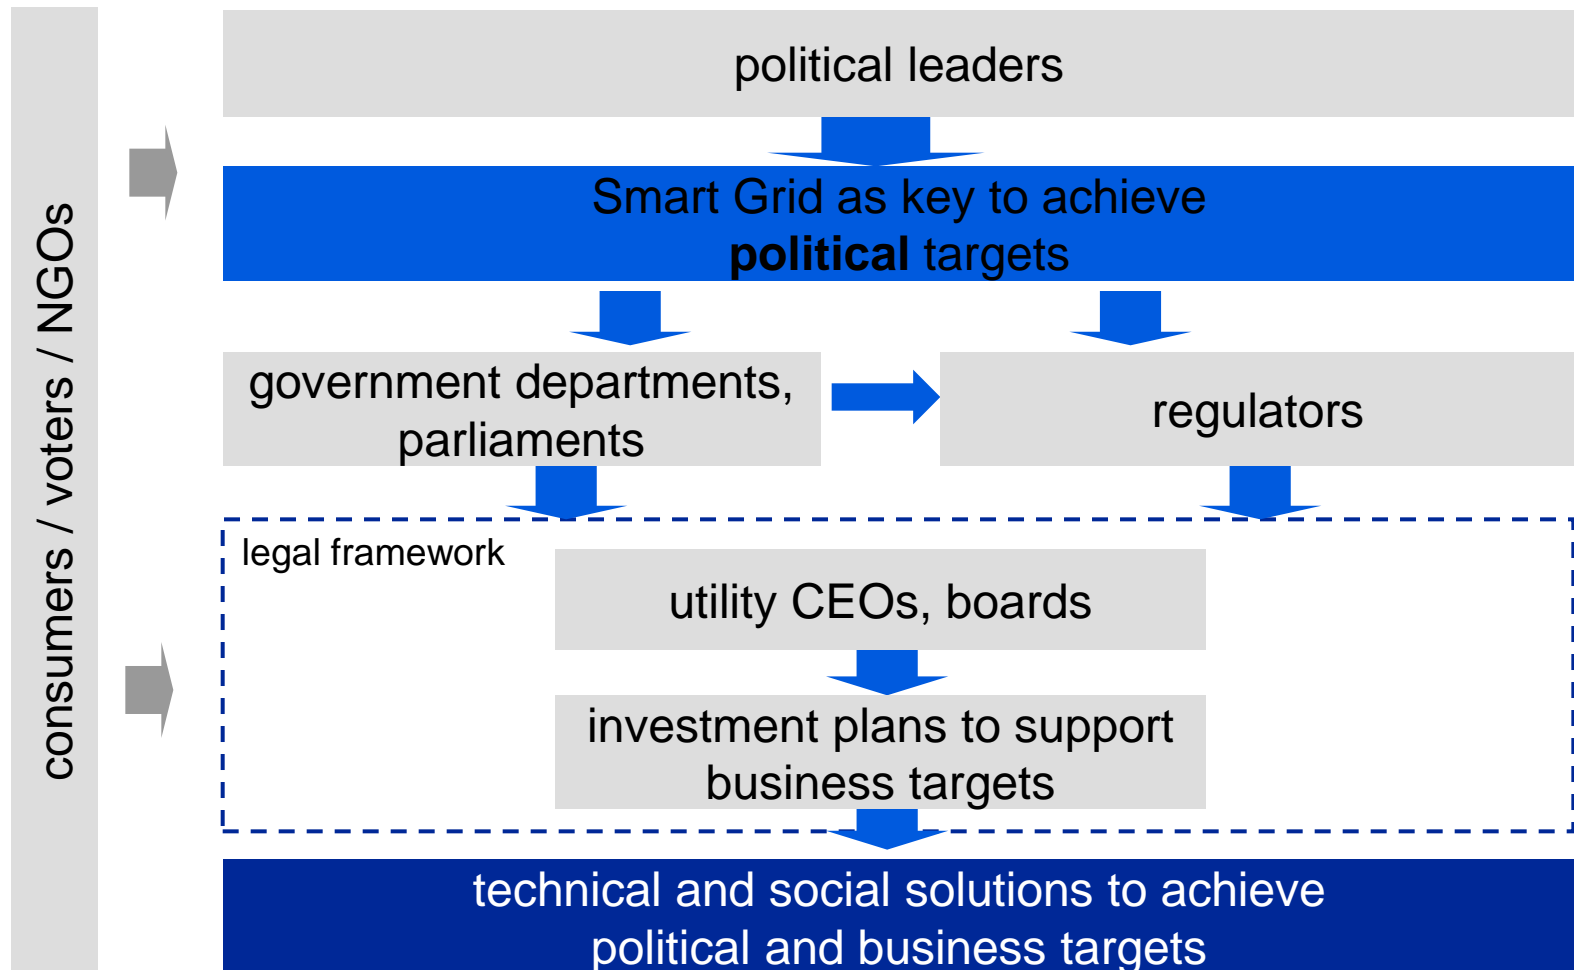 consumers / voters / NGOs
political leaders
Smart Grid as key to achieve
political targets
government departments,
parliaments
regulators
legal framework
utility CEOs, boards
investment plans to support
business targets
technical and social solutions to achieve
political and business targets